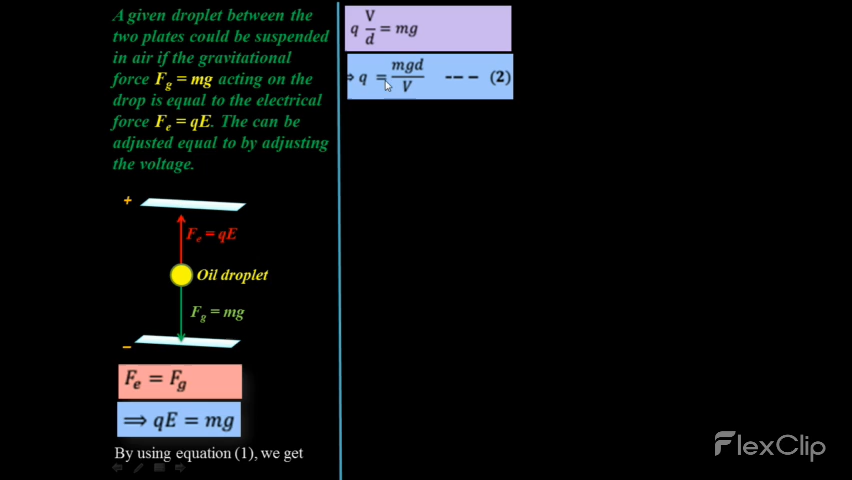 A given droplet between the
two plates could be suspended
in air if the gravitational
force F_g = mg acting on the
drop is equal to the electrical
force F_e = qE. The can be
adjusted equal to by adjusting
the voltage.
+
F_e = qE
Oil droplet
F_g = mg
–
F_e = F_g
⟹ qE = mg
By using equation (1), we get
q V/d = mg
⇒ q = mgd/V --- (2)
FlexClip